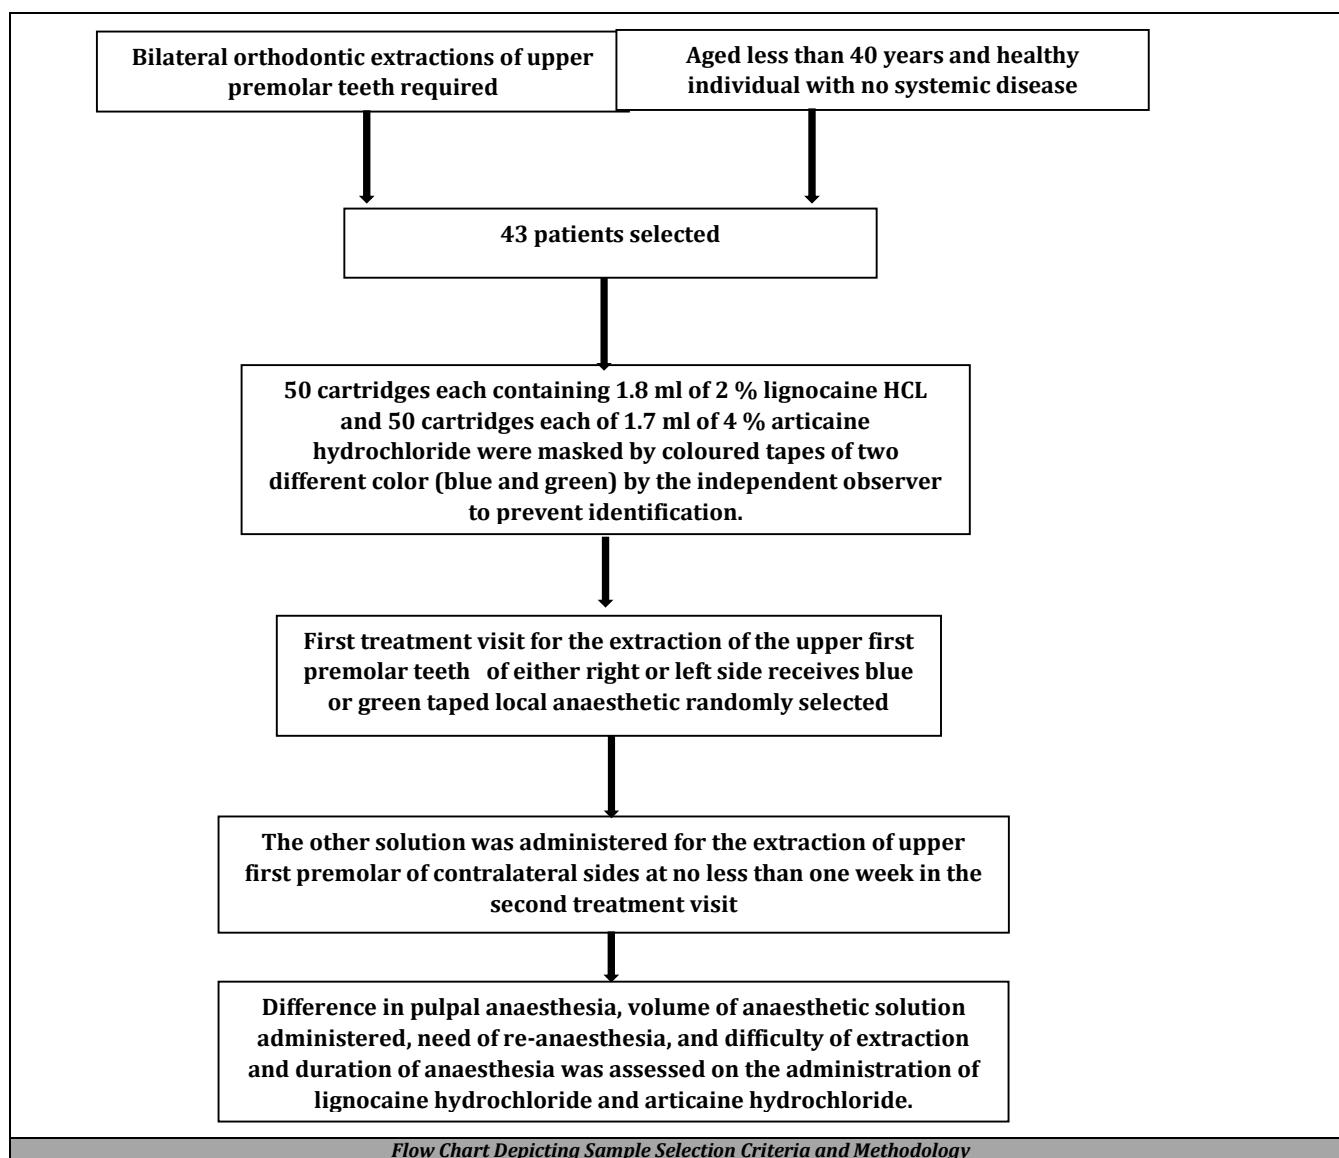 Bilateral orthodontic extractions of upper
premolar teeth required
Aged less than 40 years and healthy
individual with no systemic disease
43 patients selected
50 cartridges each containing 1.8 ml of 2 % lignocaine HCL
and 50 cartridges each of 1.7 ml of 4 % articaine
hydrochloride were masked by coloured tapes of two
different color (blue and green) by the independent observer
to prevent identification.
First treatment visit for the extraction of the upper first
premolar teeth of either right or left side receives blue
or green taped local anaesthetic randomly selected
The other solution was administered for the extraction of upper
first premolar of contralateral sides at no less than one week in the
second treatment visit
Difference in pulpal anaesthesia, volume of anaesthetic solution
administered, need of re-anaesthesia, and difficulty of extraction
and duration of anaesthesia was assessed on the administration of
lignocaine hydrochloride and articaine hydrochloride.
Flow Chart Depicting Sample Selection Criteria and Methodology